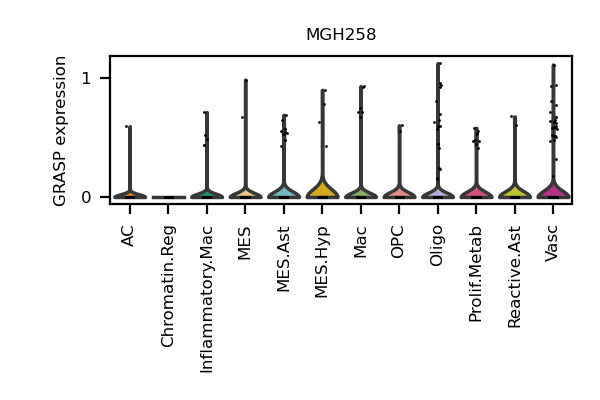 MGH258
GRASP expression
1
0
AC
Chromatin.Reg
Inflammatory.Mac
MES
MES.Ast
MES.Hyp
Mac
OPC
Oligo
Prolif.Metab
Reactive.Ast
Vasc